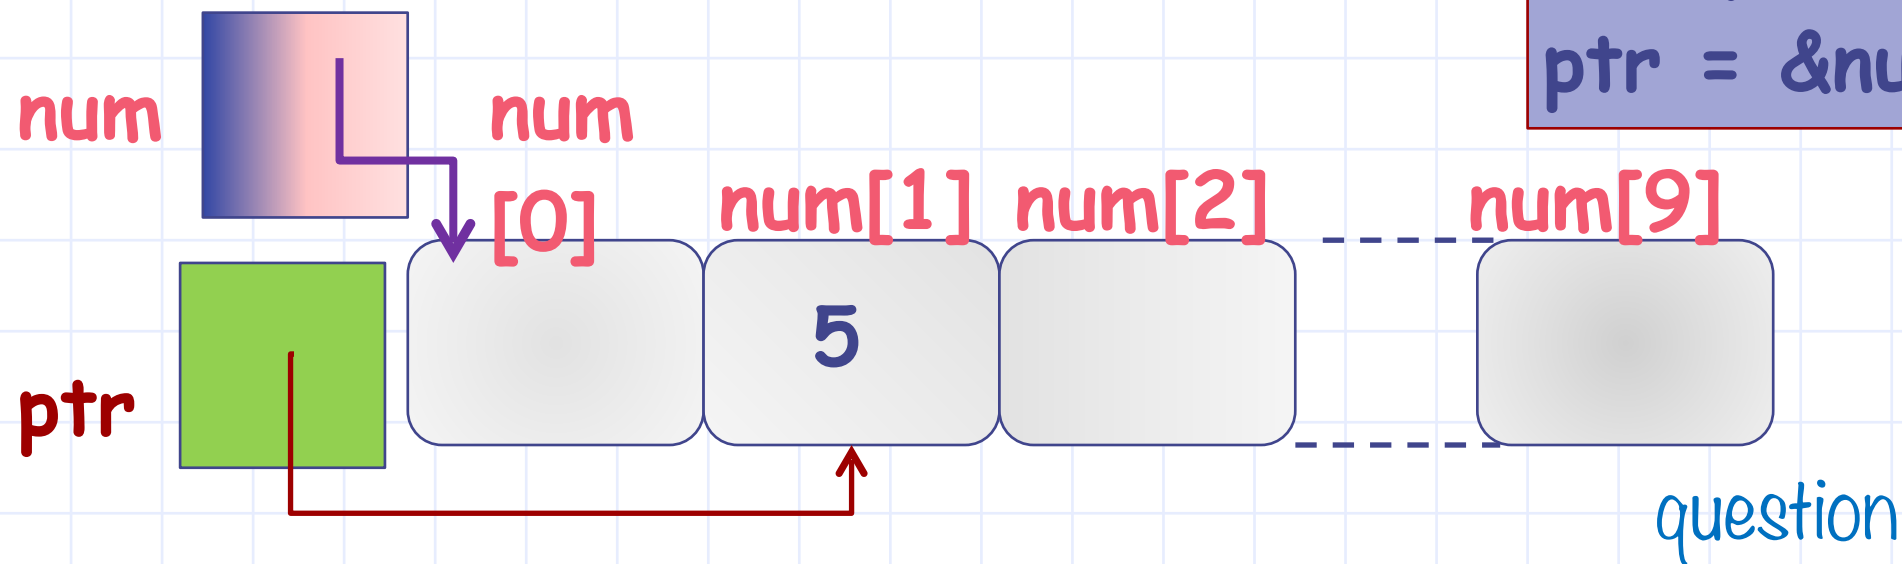 ptr = &nu
num
num
[0]
num[1]
num[2]
num[9]
5
ptr
question